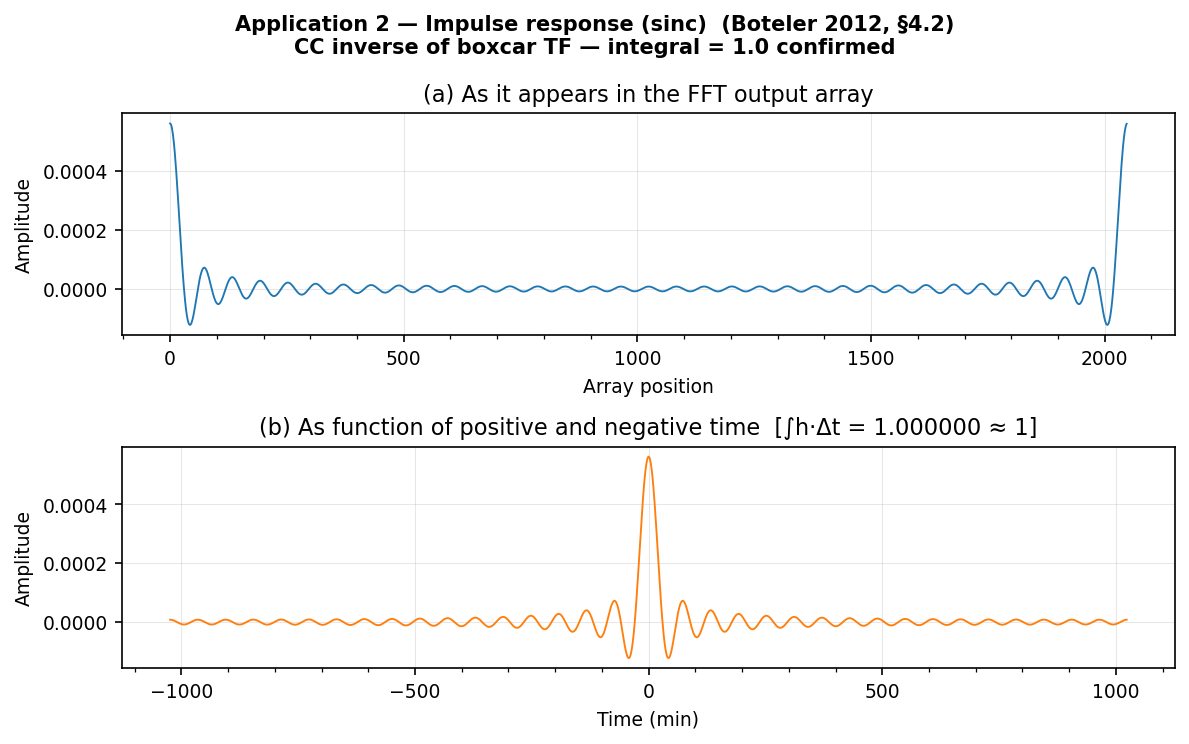 Application 2 — Impulse response (sinc)  (Boteler 2012, §4.2)
CC inverse of boxcar TF — integral = 1.0 confirmed
(a) As it appears in the FFT output array
Amplitude
0.0004
0.0002
0.0000
0 500 1000 1500 2000
Array position
(b) As function of positive and negative time  [∫h·Δt = 1.000000 ≈ 1]
Amplitude
0.0004
0.0002
0.0000
−1000 −500 0 500 1000
Time (min)